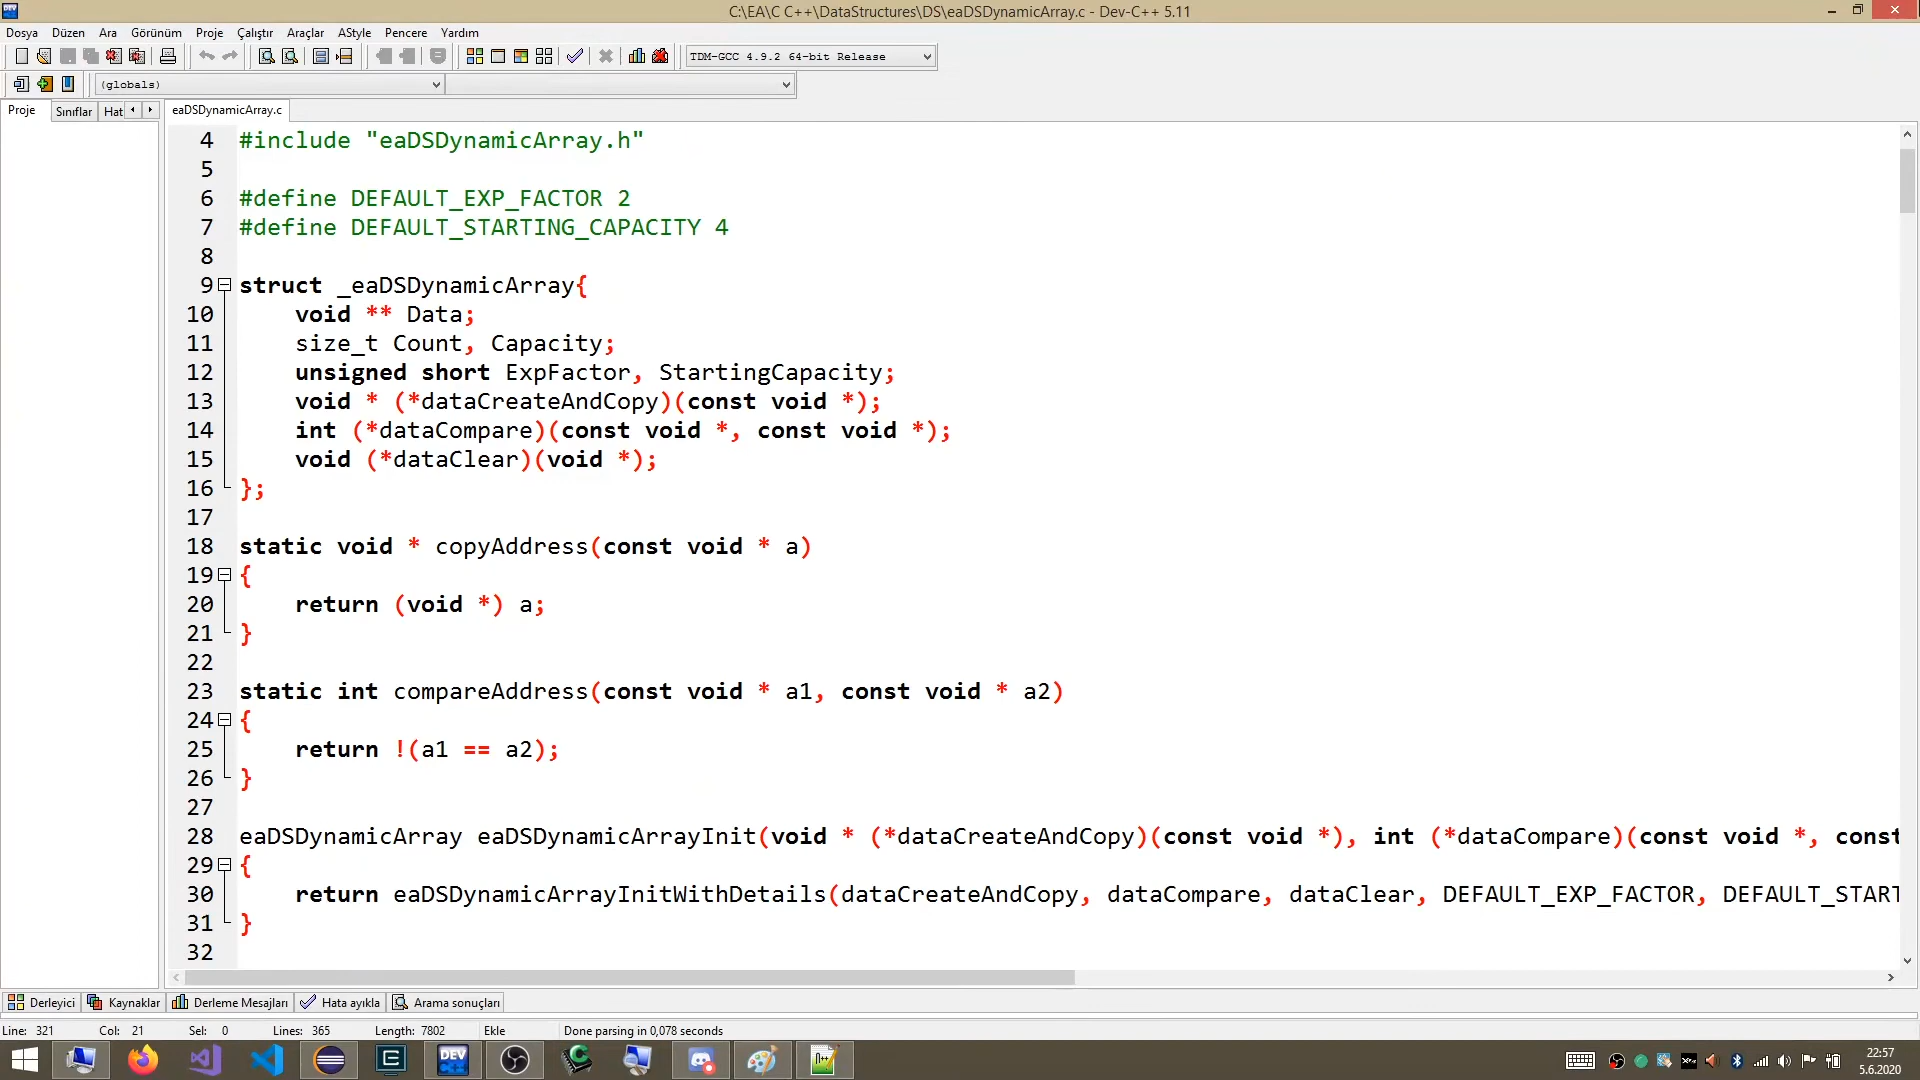 C:\EA\C C++\DataStructures\DS\eaDSDynamicArray.c - Dev-C++ 5.11
Dosya Düzen Ara Görünüm Proje Çalıştır Araçlar AStyle Pencere Yardım
TDM-GCC 4.9.2 64-bit Release
(globals)
Proje Sınıflar Hat
eaDSDynamicArray.c
4 #include "eaDSDynamicArray.h"
5
6 #define DEFAULT_EXP_FACTOR 2
7 #define DEFAULT_STARTING_CAPACITY 4
8
9 struct _eaDSDynamicArray{
10 void ** Data;
11 size_t Count, Capacity;
12 unsigned short ExpFactor, StartingCapacity;
13 void * (*dataCreateAndCopy)(const void *);
14 int (*dataCompare)(const void *, const void *);
15 void (*dataClear)(void *);
16 };
17
18 static void * copyAddress(const void * a)
19 {
20 return (void *) a;
21 }
22
23 static int compareAddress(const void * a1, const void * a2)
24 {
25 return !(a1 == a2);
26 }
27
28 eaDSDynamicArray eaDSDynamicArrayInit(void * (*dataCreateAndCopy)(const void *), int (*dataCompare)(const void *, const
29 {
30 return eaDSDynamicArrayInitWithDetails(dataCreateAndCopy, dataCompare, dataClear, DEFAULT_EXP_FACTOR, DEFAULT_START
31 }
32
Derleyici Kaynaklar Derleme Mesajları Hata ayıkla Arama sonuçları
Line: 321 Col: 21 Sel: 0 Lines: 365 Length: 7802 Ekle Done parsing in 0,078 seconds
DEV
22:57
5.6.2020